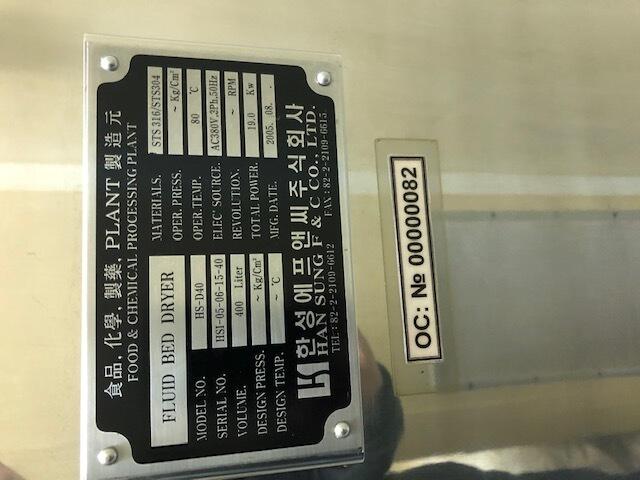 食品, 化學, 製藥, PLANT 製造元
FOOD & CHEMICAL PROCESSING PLANT
FLUID BED DRYER
MATERIALS. STS 316/STS304
OPER. PRESS. ~ Kg/Cm²
MODEL NO. HS-D40
OPER. TEMP. 80 ℃
SERIAL NO. HSI-05-06-15-40
ELEC' SOURCE. AC380V,3Ph,50Hz
VOLUME. 400 Liter
REVOLUTION. ~ RPM
DESIGN PRESS. ~ Kg/Cm²
TOTAL POWER. 19.0 Kw
DESIGN TEMP. ~ ℃
MFG. DATE. 2005. 08. .
한성에프앤씨주식회사
HAN SUNG F & C CO., LTD.
TEL: 82-2-2109-6612 FAX: 82-2-2109-6615
OC: № 00000082